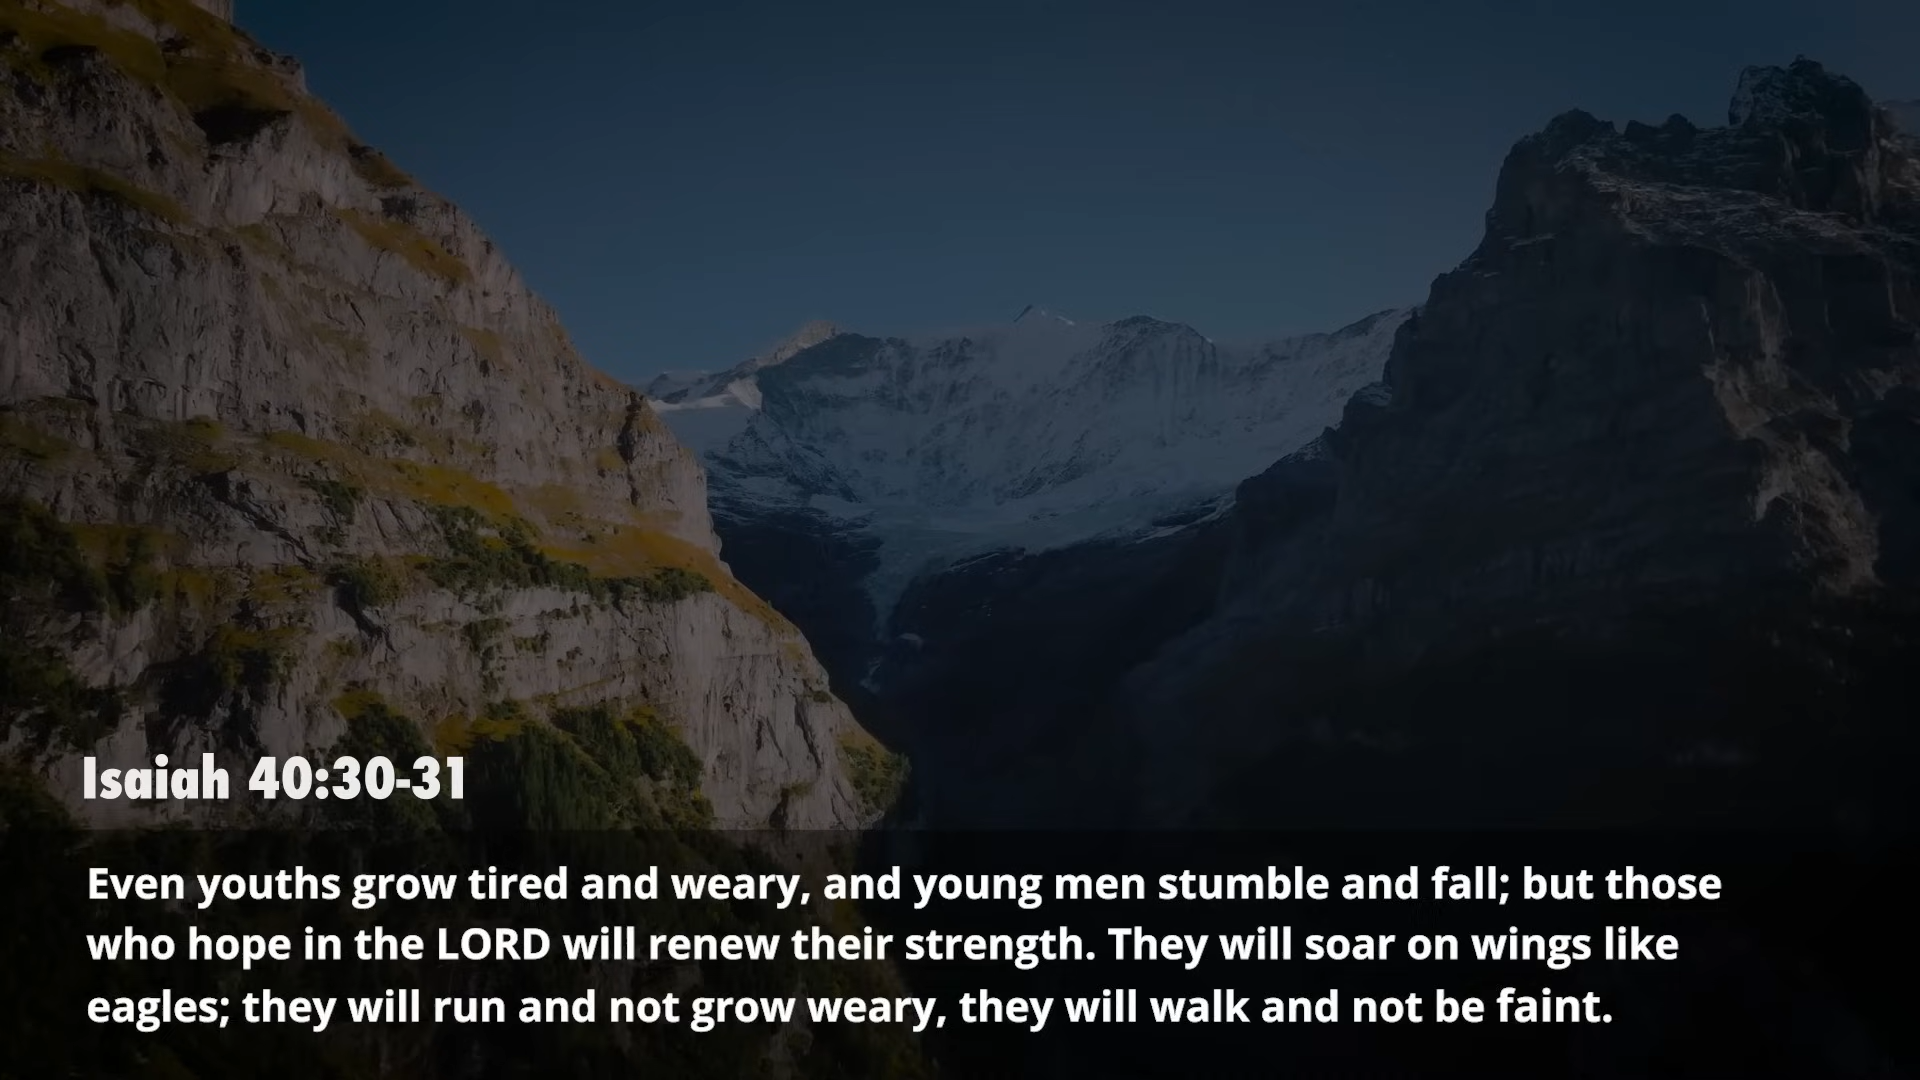 Isaiah 40:30-31
Even youths grow tired and weary, and young men stumble and fall; but those
who hope in the LORD will renew their strength. They will soar on wings like
eagles; they will run and not grow weary, they will walk and not be faint.